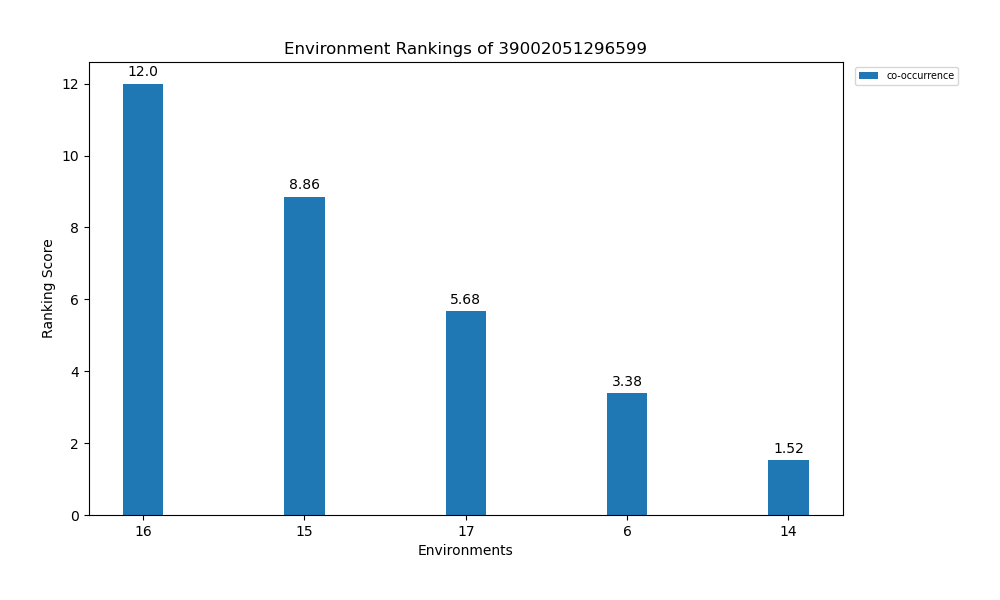 Environment Rankings of 39002051296599
co-occurrence
12.0
8.86
5.68
3.38
1.52
12
10
8
6
4
2
0
Ranking Score
16 15 17 6 14
Environments